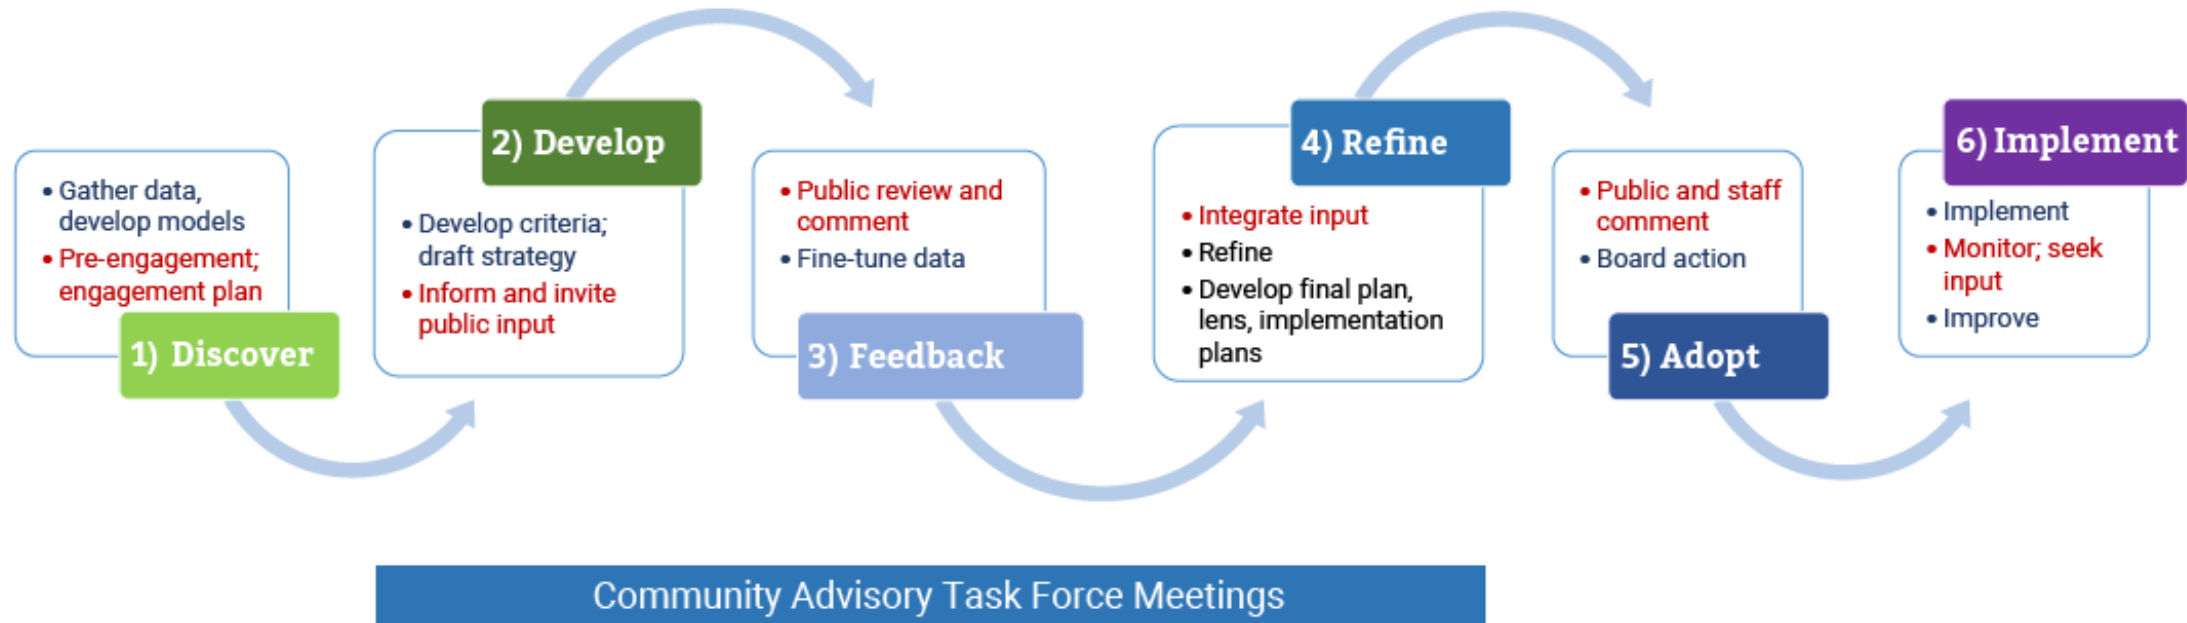 • Gather data,
develop models
• Pre-engagement;
engagement plan
1) Discover
2) Develop
• Develop criteria;
draft strategy
• Inform and invite
public input
• Public review and
comment
• Fine-tune data
3) Feedback
4) Refine
• Integrate input
• Refine
• Develop final plan,
lens, implementation
plans
• Public and staff
comment
• Board action
5) Adopt
6) Implement
• Implement
• Monitor; seek
input
• Improve
Community Advisory Task Force Meetings